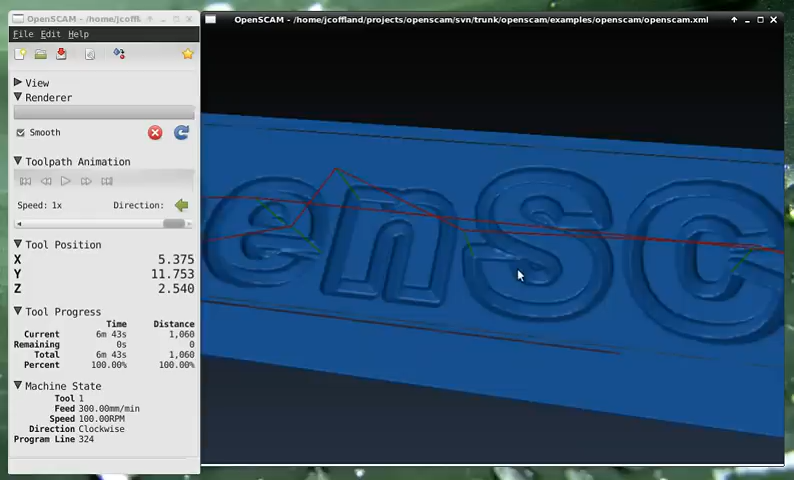 OpenSCAM - /home/jcoffl
File Edit Help
View
Renderer
Smooth
Toolpath Animation
Speed: 1x Direction:
Tool Position
X 5.375
Y 11.753
Z 2.540
Tool Progress
Time Distance
Current 6m 43s 1,060
Remaining 0s 0
Total 6m 43s 1,060
Percent 100.00% 100.00%
Machine State
Tool 1
Feed 300.00mm/min
Speed 100.00RPM
Direction Clockwise
Program Line 324
OpenSCAM - /home/jcoffland/projects/openscam/svn/trunk/openscam/examples/openscam/openscam.xml
enSC